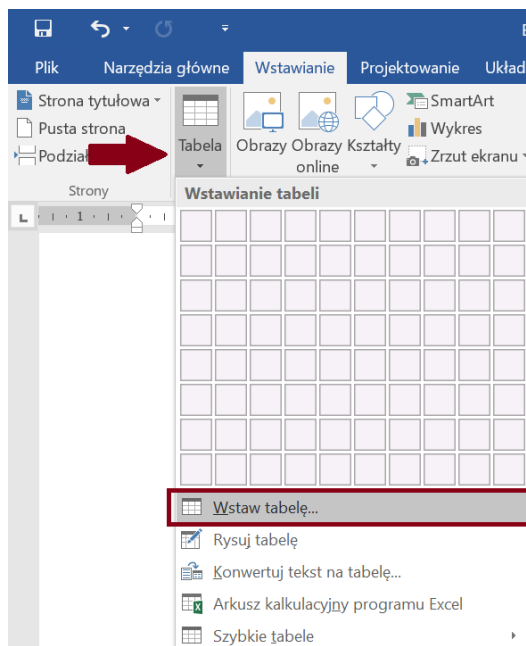 E
Plik Narzędzia główne Wstawianie Projektowanie Układ
Strona tytułowa
Pusta strona
Podział
Strony
Tabela
Obrazy Obrazy online
Kształty
SmartArt
Wykres
Zrzut ekranu
Wstawianie tabeli
L 1
Wstaw tabelę...
Rysuj tabelę
Konwertuj tekst na tabelę...
Arkusz kalkulacyjny programu Excel
Szybkie tabele